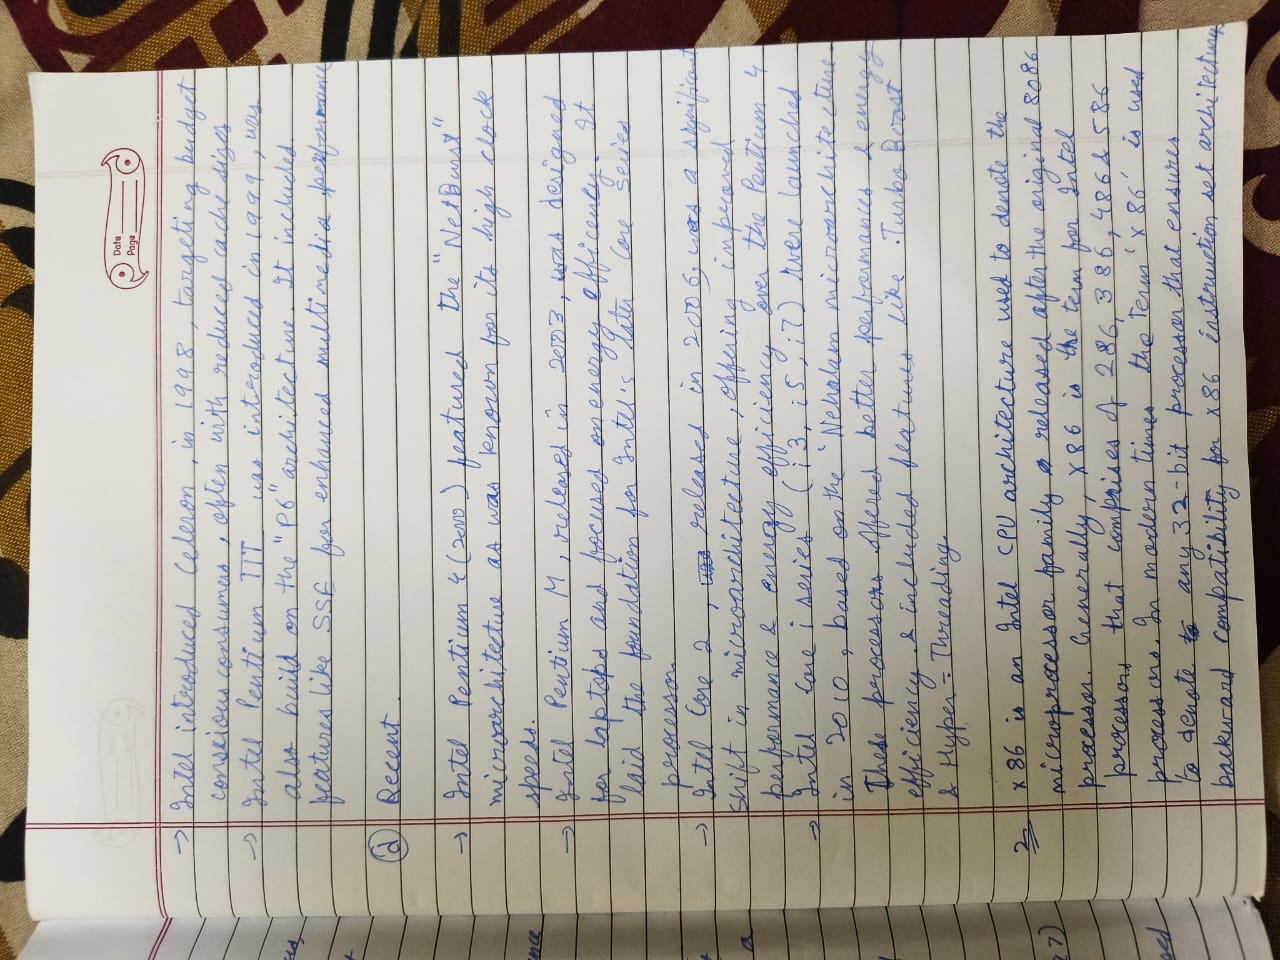 Date
Page
→ Intel introduced Celeron, in 1998, targeting budget
conscious consumers, often with reduced cache sizes
→ Intel Pentium III was introduced in 1999, was
also build on the "P6" architecture. It included
features like SSE for enhanced multimedia performance
d Recent
→ Intel Pentium 4 (2000) featured the "NetBurst"
microarchitecture as was known for its high clock
speeds.
→ Intel Pentium M, released in 2003, was designed
for laptops and focused on energy efficency. It
laid the foundation for Intel's later Core series
processor
→ Intel Core 2, released in 2006, was a significant
shift in microarchitecture, offering improved
performance & energy efficiency over the Pentium 4
→ Intel Core i series (i3, i5, i7) were launched
in 2010, based on the 'Nehalam microarchitecture.
These processors offered better performances & energy
efficiency & included features like Turbo Boost
& Hyper-Threading.
2 x86 is an Intel CPU architecture used to denote the
microprocessor family released after the original 8086
processor. Generally, x86 is the term for Intel
processors that comprises of 286, 386, 486 & 586
processors. In modern times the term 'x86' is used
to denote any 32-bit processor that ensures
backward compatibility for x86 instruction set architecture